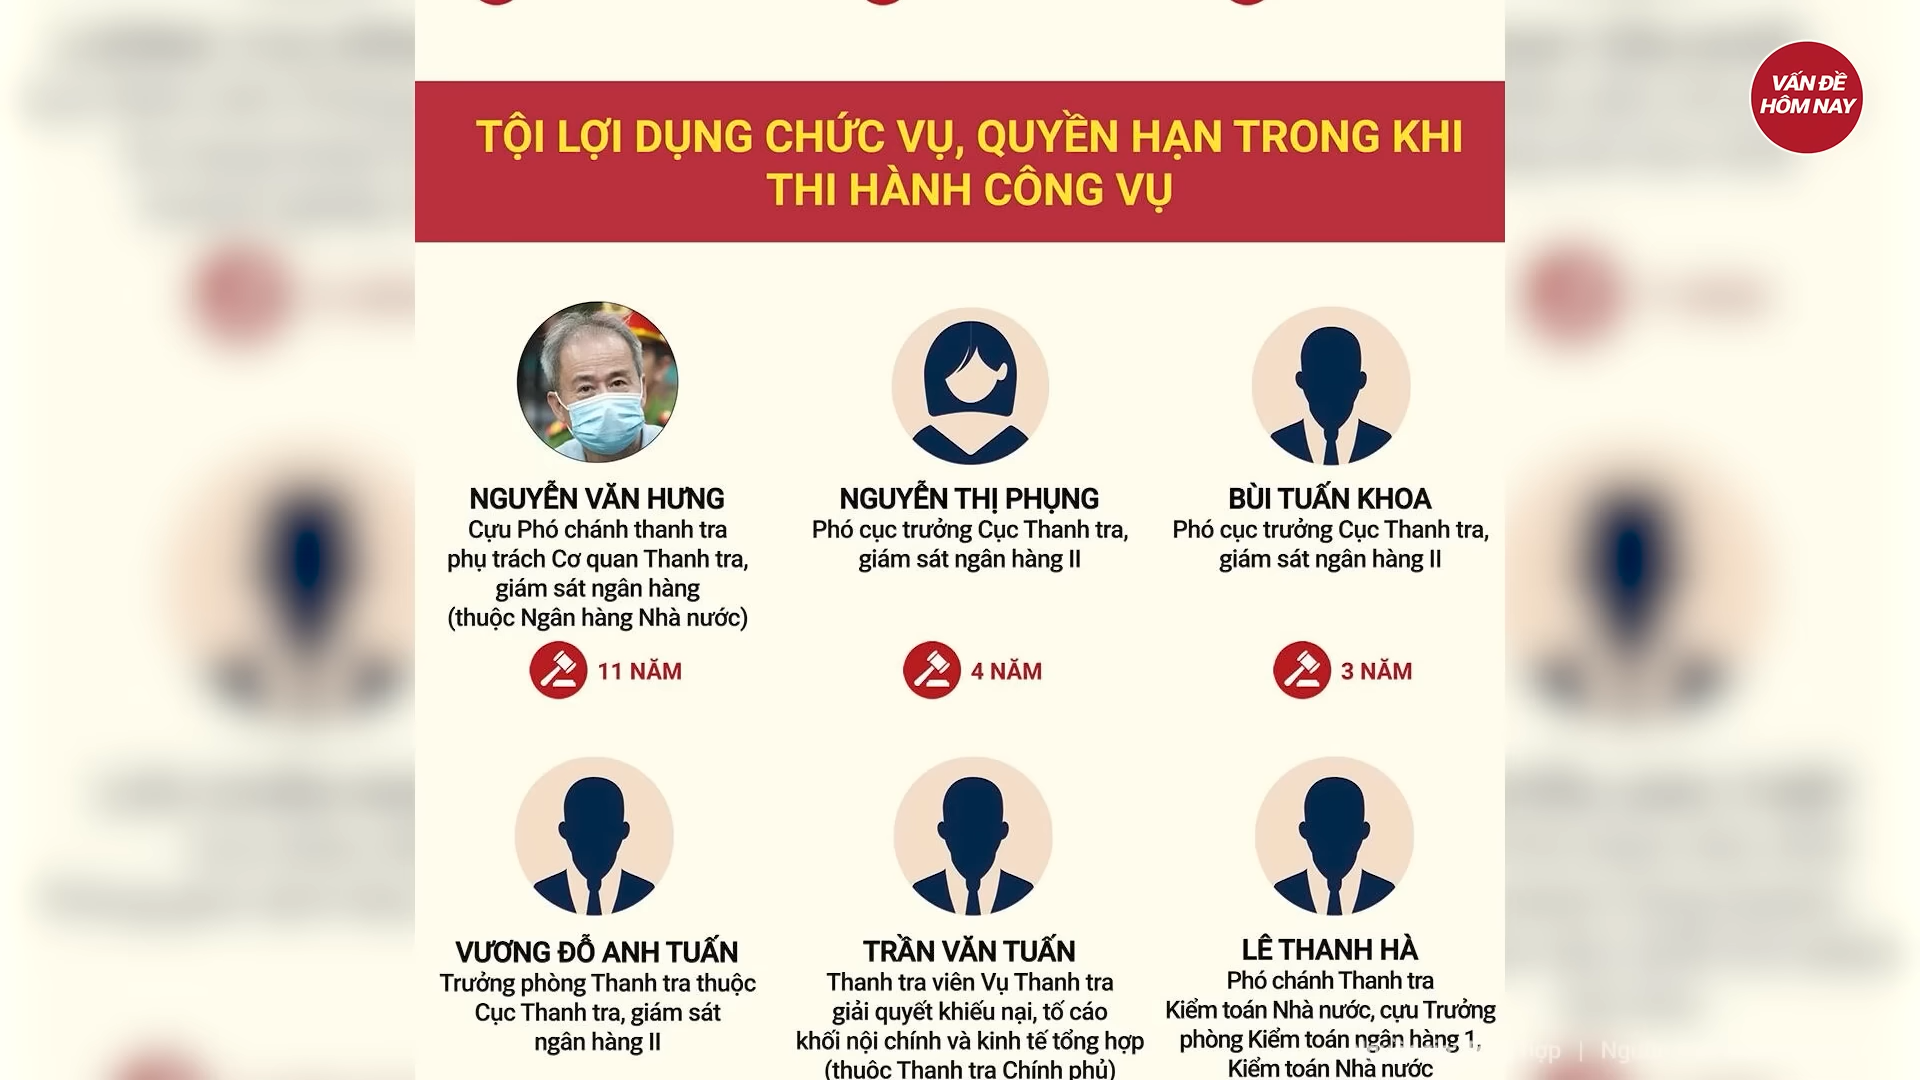 VẤN ĐỀ
HÔM NAY
TỘI LỢI DỤNG CHỨC VỤ, QUYỀN HẠN TRONG KHI
THI HÀNH CÔNG VỤ
NGUYỄN VĂN HƯNG
Cựu Phó chánh thanh tra
phụ trách Cơ quan Thanh tra,
giám sát ngân hàng
(thuộc Ngân hàng Nhà nước)
11 NĂM
NGUYỄN THỊ PHỤNG
Phó cục trưởng Cục Thanh tra,
giám sát ngân hàng II
4 NĂM
BÙI TUẤN KHOA
Phó cục trưởng Cục Thanh tra,
giám sát ngân hàng II
3 NĂM
VƯƠNG ĐỖ ANH TUẤN
Trưởng phòng Thanh tra thuộc
Cục Thanh tra, giám sát
ngân hàng II
TRẦN VĂN TUẤN
Thanh tra viên Vụ Thanh tra
giải quyết khiếu nại, tố cáo
khối nội chính và kinh tế tổng hợp
(thuộc Thanh tra Chính phủ)
LÊ THANH HÀ
Phó chánh Thanh tra
Kiểm toán Nhà nước, cựu Trưởng
phòng Kiểm toán ngân hàng 1,
Kiểm toán Nhà nước